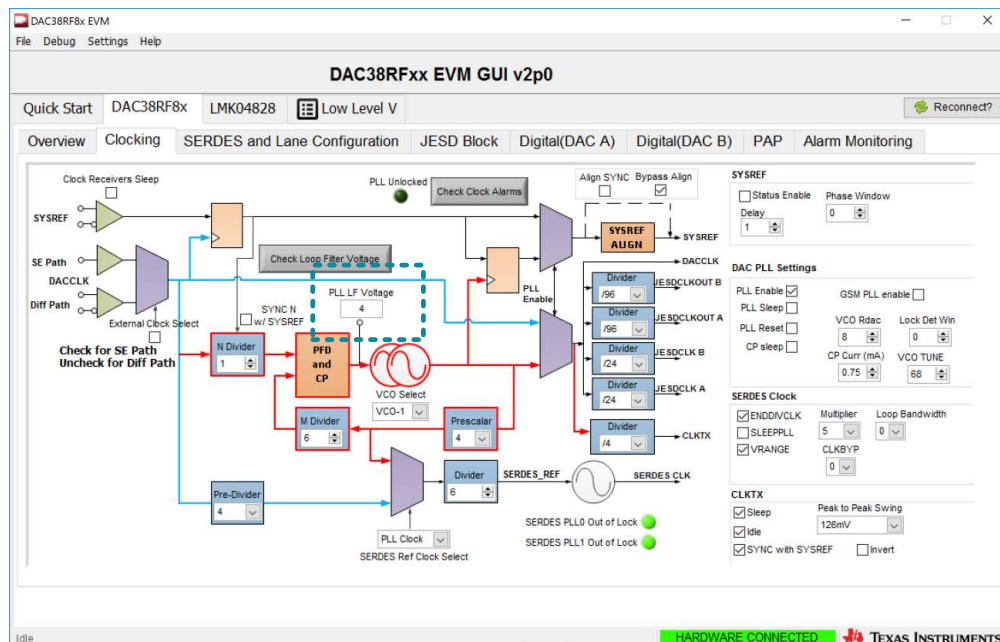 DAC38RF8x EVM
File Debug Settings Help
DAC38RFxx EVM GUI v2p0
Quick Start DAC38RF8x LMK04828 Low Level V Reconnect?
Overview Clocking SERDES and Lane Configuration JESD Block Digital(DAC A) Digital(DAC B) PAP Alarm Monitoring
Clock Receivers Sleep
PLL Unlocked
Check Clock Alarms
Align SYNC Bypass Align
SYSREF
SYSREF ALIGN
SYSREF
SE Path
DACCLK
Diff Path
External Clock Select
Check for SE Path
Uncheck for Diff Path
Check Loop Filter Voltage
PLL LF Voltage
4
SYNC N
w/ SYSREF
N Divider
1
PFD
and
CP
VCO Select
VCO-1
M Divider
6
Prescalar
4
PLL
Enable
DACCLK
Divider
/96
JESDCLKOUT B
Divider
/96
JESDCLKOUT A
Divider
/24
JESDCLK B
Divider
/24
JESDCLK A
Divider
/4
CLKTX
Pre-Divider
4
Divider
6
SERDES_REF
SERDES CLK
PLL Clock
SERDES Ref Clock Select
SERDES PLL0 Out of Lock
SERDES PLL1 Out of Lock
SYSREF
Status Enable Phase Window
0
Delay
1
DAC PLL Settings
PLL Enable GSM PLL enable
PLL Sleep
PLL Reset
CP sleep
VCO Rdac Lock Det Win
8 0
CP Curr (mA) VCO TUNE
0.75 68
SERDES Clock
ENDDIVCLK Multiplier Loop Bandwidth
SLEEPPLL 5 0
VRANGE CLKBYP
0
CLKTX
Sleep Peak to Peak Swing
Idle 126mV
SYNC with SYSREF Invert
Idle HARDWARE CONNECTED TEXAS INSTRUMENTS